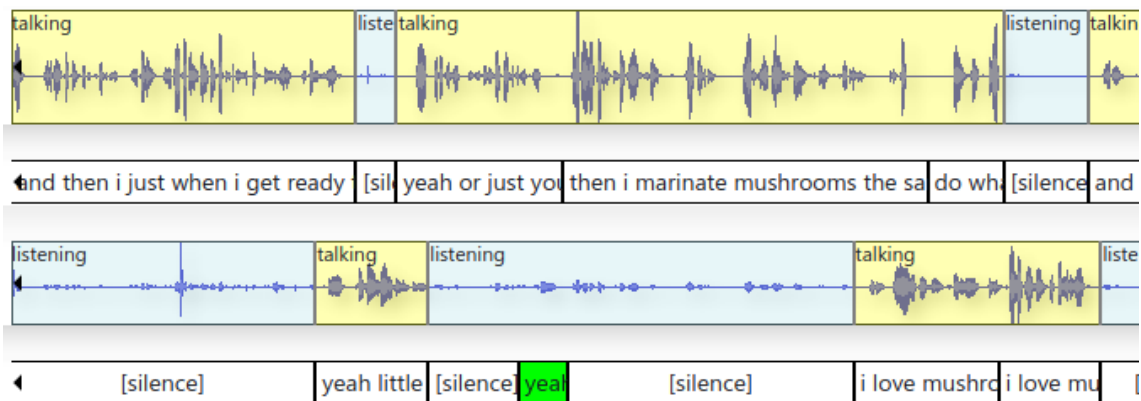 talking liste talking listening talkin
and then i just when i get ready [sil yeah or just you then i marinate mushrooms the sa do wha [silence and
listening talking listening talking liste
[silence] yeah little [silence] yeah [silence] i love mushro i love mu [